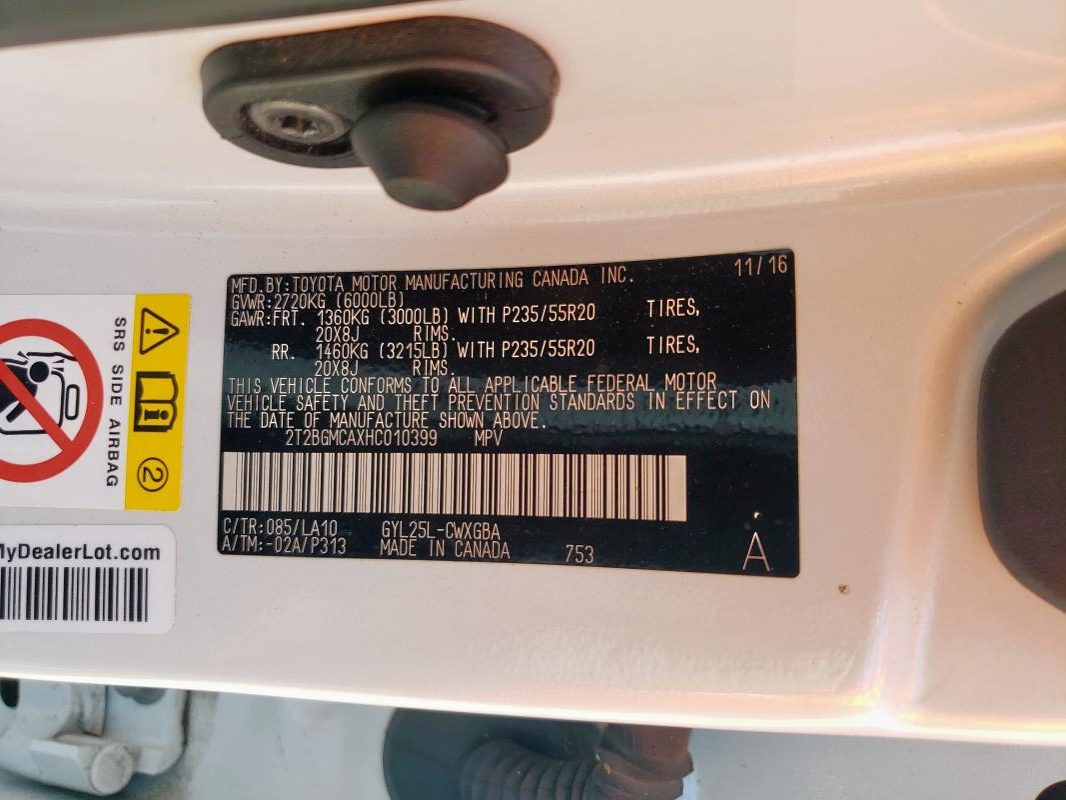 MFD.BY:TOYOTA MOTOR MANUFACTURING CANADA INC. 11/16
GVWR:2720KG (6000LB)
GAWR:FRT. 1360KG (3000LB) WITH P235/55R20 TIRES,
20X8J RIMS.
RR. 1460KG (3215LB) WITH P235/55R20 TIRES,
20X8J RIMS.
THIS VEHICLE CONFORMS TO ALL APPLICABLE FEDERAL MOTOR
VEHICLE SAFETY AND THEFT PREVENTION STANDARDS IN EFFECT ON
THE DATE OF MANUFACTURE SHOWN ABOVE.
2T2BGMCAXHC010399 MPV
C/TR:085/LA10 GYL25L-CWXGBA
A/TM:-02A/P313 MADE IN CANADA 753 A
SRS SIDE AIRBAG
2
MyDealerLot.com